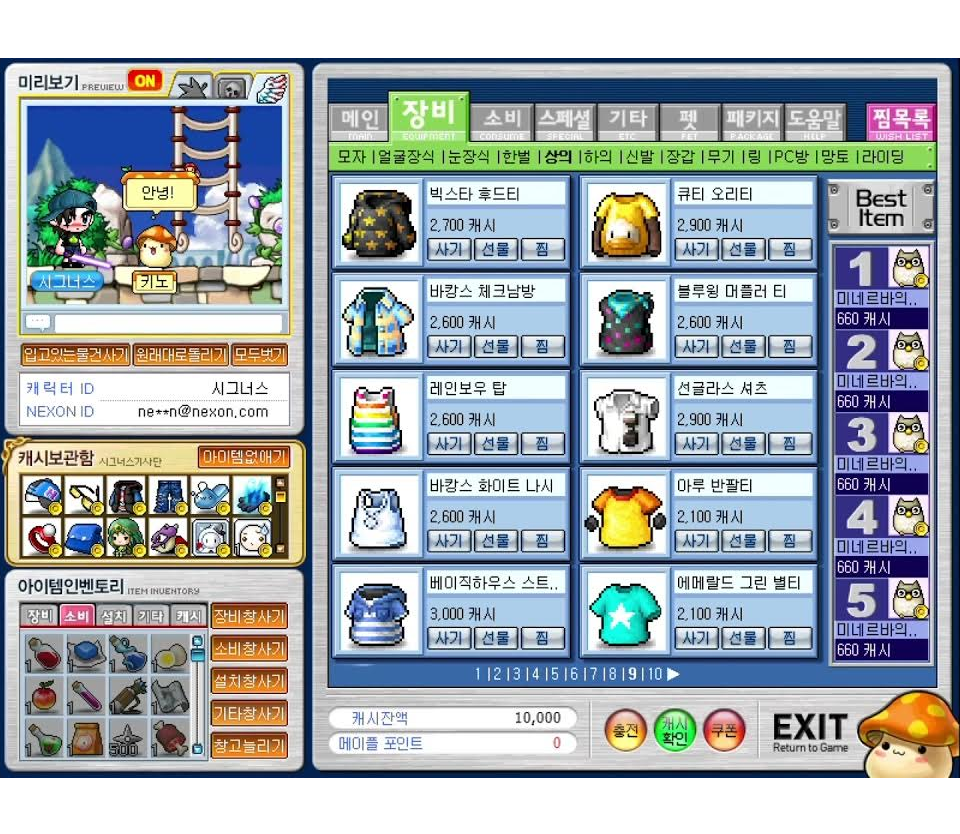 미리보기 PREVIEW ON
안녕!
시그너스
키노
입고있는물건사기 원래대로돌리기 모두벗기
캐릭터 ID 시그너스
NEXON ID ne**n@nexon.com
캐시보관함 시그너스기사단 아이템없애기
아이템인벤토리 ITEM INVENTORY
장비 소비 설치 기타 캐시
장비창사기
소비창사기
설치창사기
기타창사기
창고늘리기
1 1 1 1
1 1 1 1
1 1 500 1
메인 장비 소비 스페셜 기타 펫 패키지 도움말 찜목록
MAIN EQUIPMENT CONSUME SPECIAL ETC PET PACKAGE HELP WISH LIST
모자 | 얼굴장식 | 눈장식 | 한벌 | 상의 | 하의 | 신발 | 장갑 | 무기 | 링 | PC방 | 망토 | 라이딩
빅스타 후드티
2,700 캐시
사기 선물 찜
큐티 오리티
2,900 캐시
사기 선물 찜
바캉스 체크남방
2,600 캐시
사기 선물 찜
블루윙 머플러 티
2,600 캐시
사기 선물 찜
레인보우 탑
2,600 캐시
사기 선물 찜
선글라스 셔츠
2,900 캐시
사기 선물 찜
바캉스 화이트 나시
2,600 캐시
사기 선물 찜
아루 반팔티
2,100 캐시
사기 선물 찜
베이직하우스 스트..
3,000 캐시
사기 선물 찜
에메랄드 그린 별티
2,100 캐시
사기 선물 찜
1 | 2 | 3 | 4 | 5 | 6 | 7 | 8 | 9 | 10 ▶
Best
Item
1
미네르바의..
660 캐시
2
미네르바의..
660 캐시
3
미네르바의..
660 캐시
4
미네르바의..
660 캐시
5
미네르바의..
660 캐시
캐시잔액 10,000
메이플 포인트 0
충전
캐시
확인
쿠폰
EXIT
Return to Game